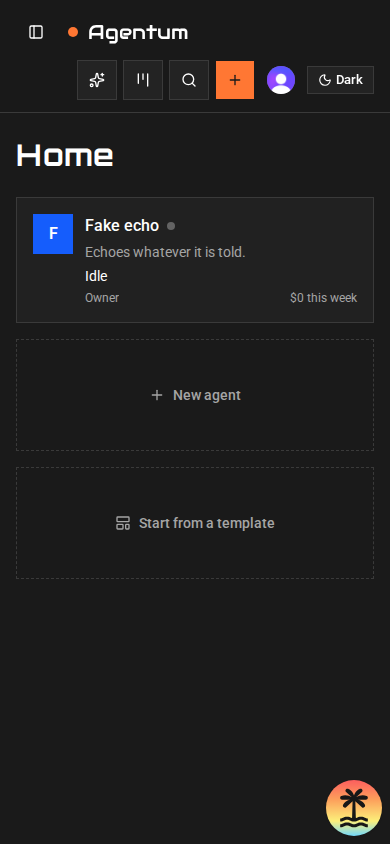 Agentum
Dark
Home
F
Fake echo
Echoes whatever it is told.
Idle
Owner
$0 this week
New agent
Start from a template